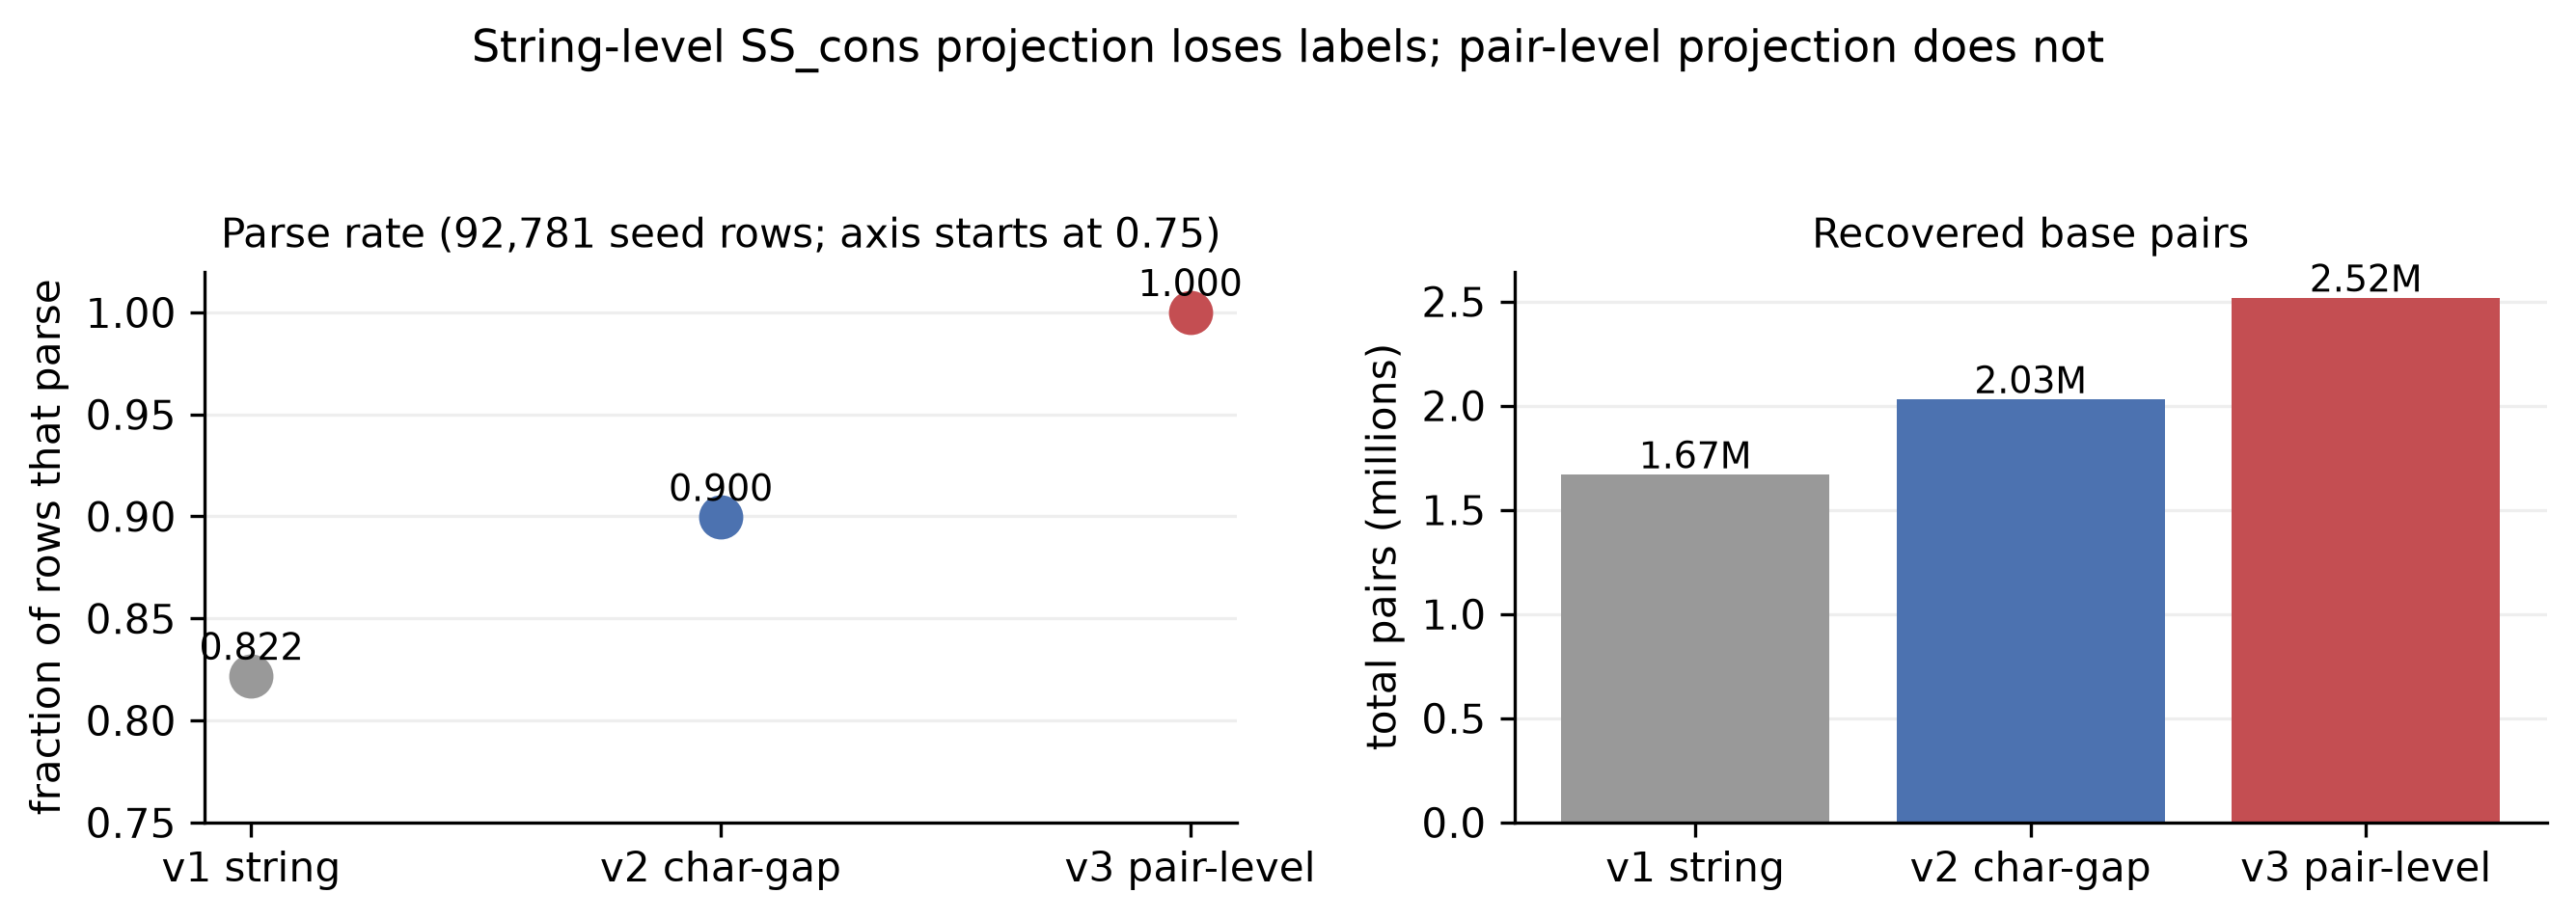 String-level SS_cons projection loses labels; pair-level projection does not
Parse rate (92,781 seed rows; axis starts at 0.75)
fraction of rows that parse
1.00
0.95
0.90
0.85
0.80
0.75
0.822
0.900
1.000
v1 string
v2 char-gap
v3 pair-level
Recovered base pairs
total pairs (millions)
2.5
2.0
1.5
1.0
0.5
0.0
1.67M
2.03M
2.52M
v1 string
v2 char-gap
v3 pair-level